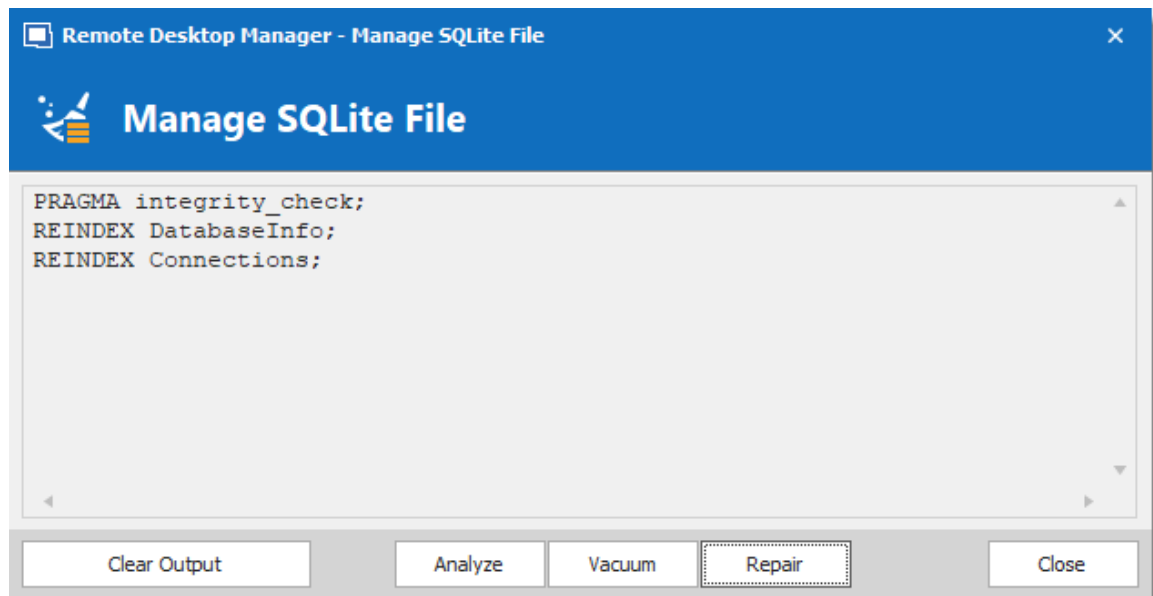 Remote Desktop Manager - Manage SQLite File
Manage SQLite File
PRAGMA integrity_check;
REINDEX DatabaseInfo;
REINDEX Connections;
Clear Output
Analyze
Vacuum
Repair
Close